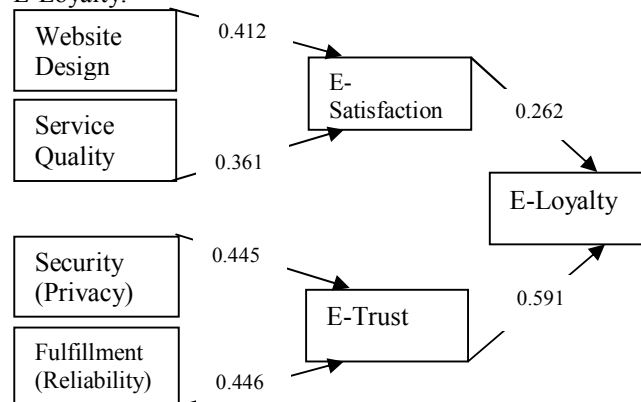 E-Loyalty.
Website
Design
0.412
E-
Satisfaction
0.262
Service
Quality
0.361
E-Loyalty
Security
(Privacy)
0.445
E-Trust
0.591
Fulfillment
(Reliability)
0.446